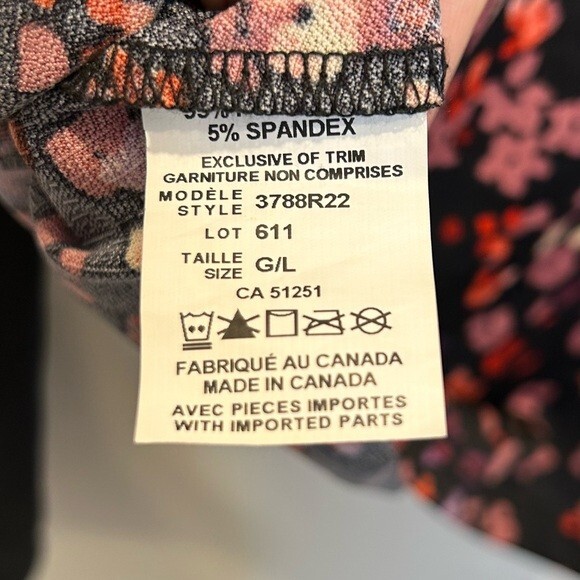 5% SPANDEX
EXCLUSIVE OF TRIM
GARNITURE NON COMPRISES
MODÈLE
STYLE 3788R22
LOT 611
TAILLE
SIZE G/L
CA 51251
FABRIQUÉ AU CANADA
MADE IN CANADA
AVEC PIECES IMPORTES
WITH IMPORTED PARTS